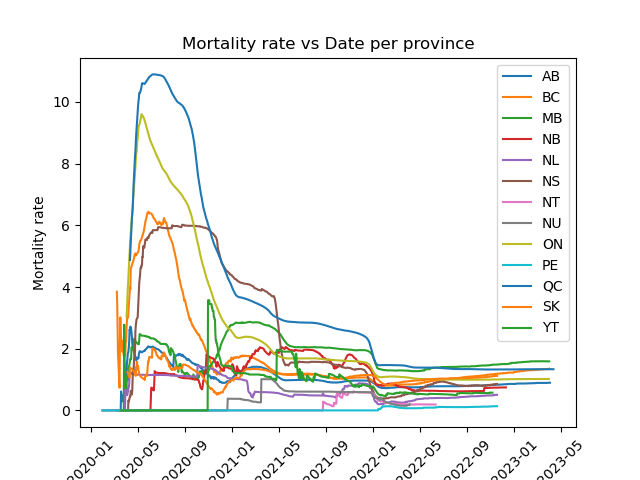 Mortality rate vs Date per province
Mortality rate
10
8
6
4
2
0
2020-01
2020-05
2020-09
2021-01
2021-05
2021-09
2022-01
2022-05
2022-09
2023-01
2023-05
AB
BC
MB
NB
NL
NS
NT
NU
ON
PE
QC
SK
YT